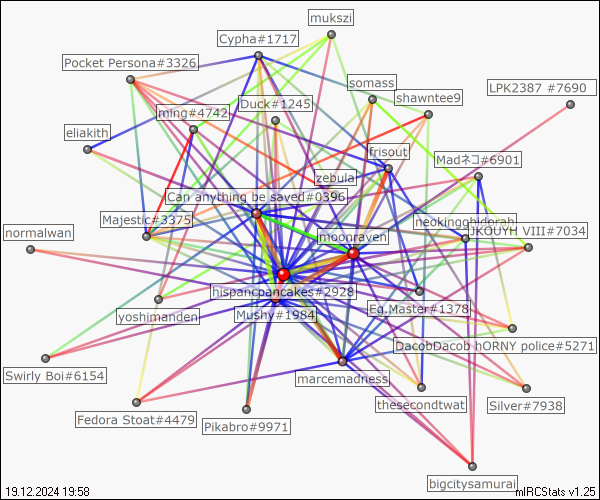 mukszi
Cypha#1717
Pocket Persona#3326
somass
LPK2387 #7690
shawntee9
Duck#1245
ming#4742
eliakith
frisout
Madネコ#6901
zebula
Can anything be saved#0396
Majestic#3375
neokingghidorah
JKOUYH VIII#7034
normalwan
moonraven
hispancpancakes#2928
Eg.Master#1378
Mushy#1984
yoshimanden
DacobDacob hORNY police#5271
Swirly Boi#6154
marcemadness
thesecondtwat
Silver#7938
Fedora Stoat#4479
Pikabro#9971
bigcitysamurai
19.12.2024 19:58
mIRCStats v1.25